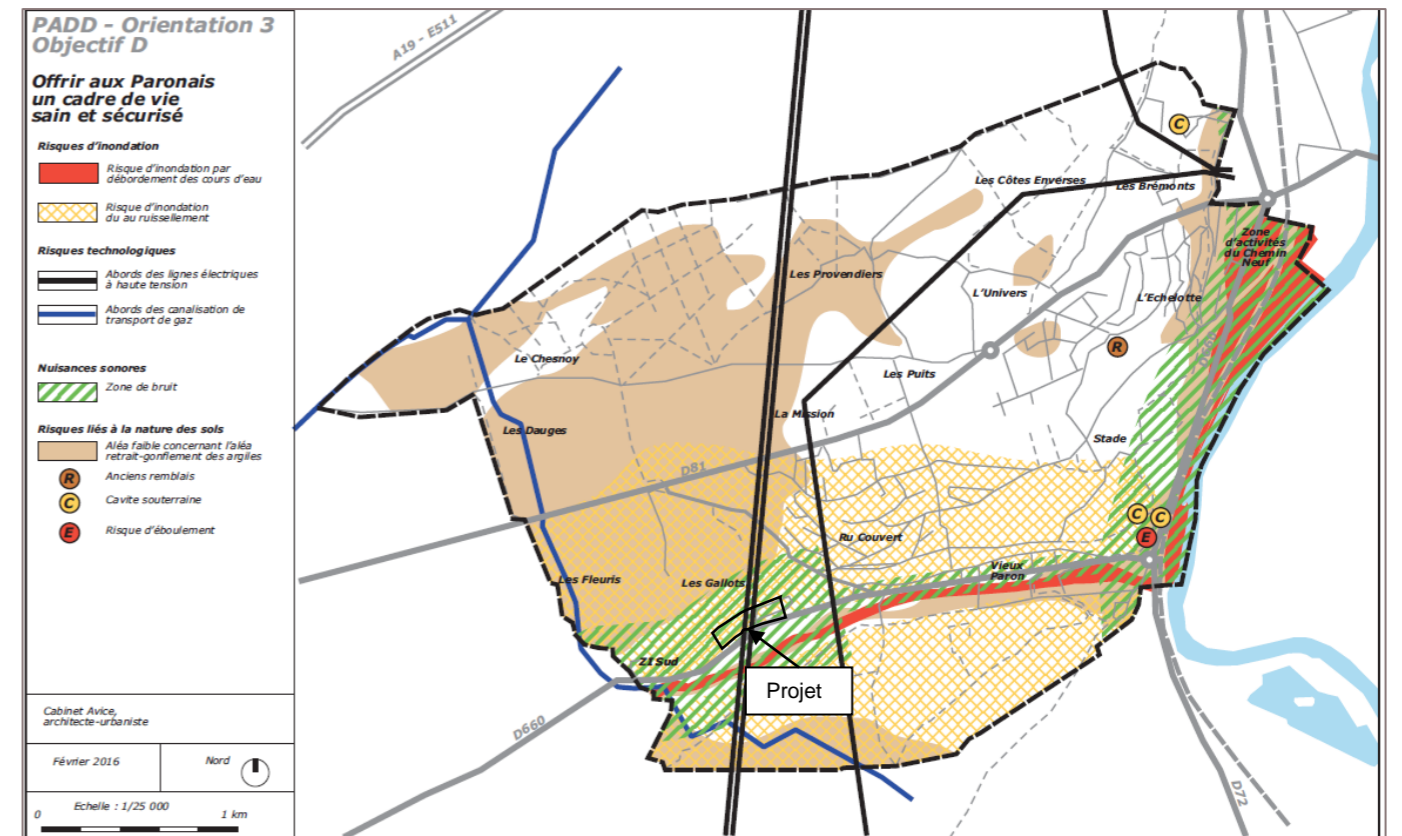 PADD - Orientation 3
Objectif D
Offrir aux Paronais
un cadre de vie
sain et sécurisé
Risques d'inondation
Risque d'inondation par
débordement des cours d'eau
Risque d'inondation
du au ruissellement
Risques technologiques
Abords des lignes électriques
à haute tension
Abords des canalisation de
transport de gaz
Nuisances sonores
Zone de bruit
Risques liés à la nature des sols
Aléa faible concernant l'aléa
retrait-gonflement des argiles
R
Anciens remblais
C
Cavite souterraine
E
Risque d'éboulement
Cabinet Avice,
architecte-urbaniste
Février 2016
Nord
Echelle : 1/25 000
0
1 km
A19 - E511
C
Les Côtes Enverses
Les Brémonts
Zone
d'activités
du Chemin
Neuf
Les Provendiers
L'Univers
L'Echelotte
R
Le Chesnoy
Les Puits
La Mission
Les Dauges
Stade
D81
C
C
E
Ru Couvert
Vieux
Paron
Les Fleuris
Les Gallots
ZI Sud
Projet
D660
D72